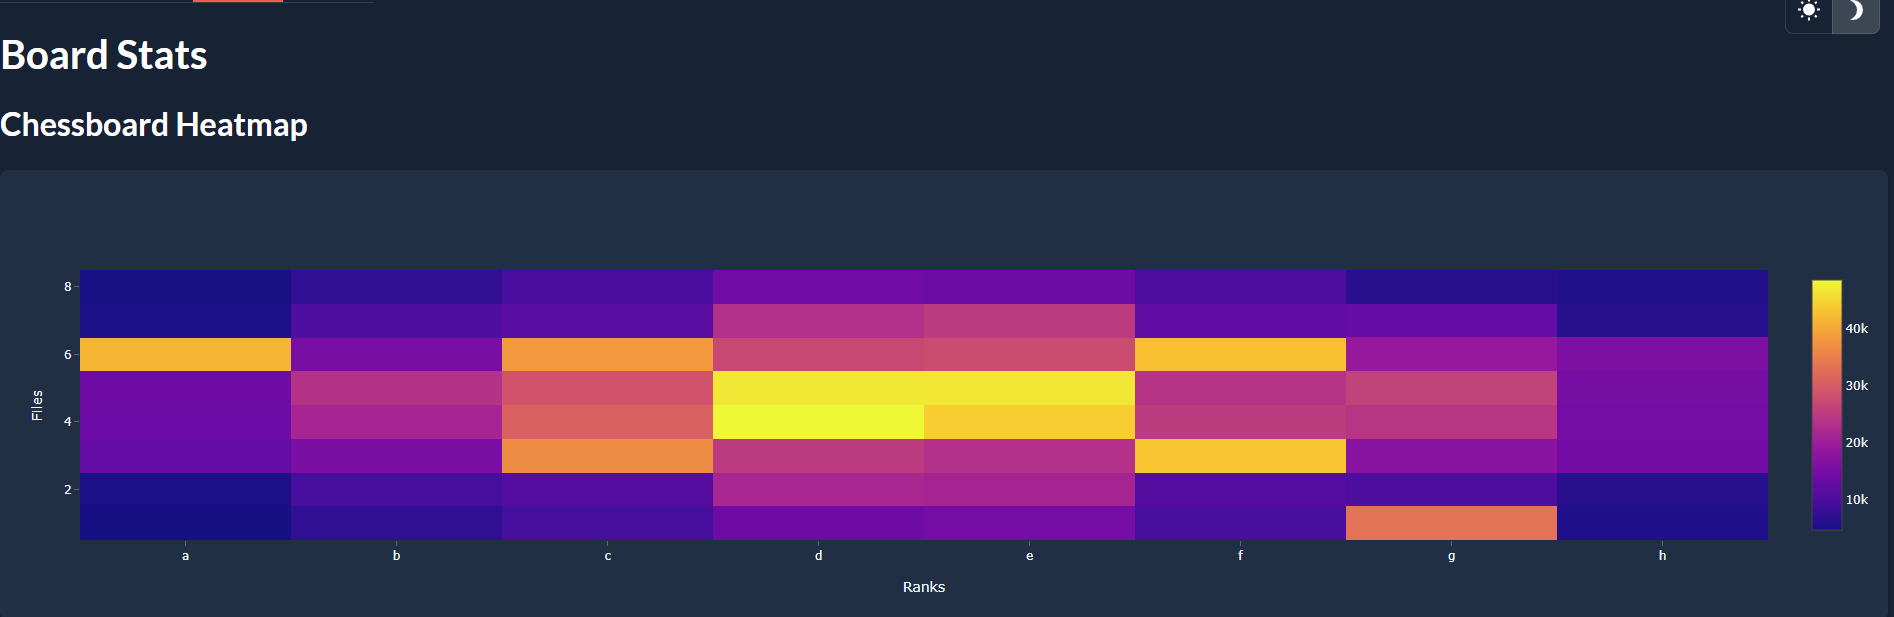 Board Stats
Chessboard Heatmap
8
6
4
2
Files
a b c d e f g h
Ranks
40k
30k
20k
10k